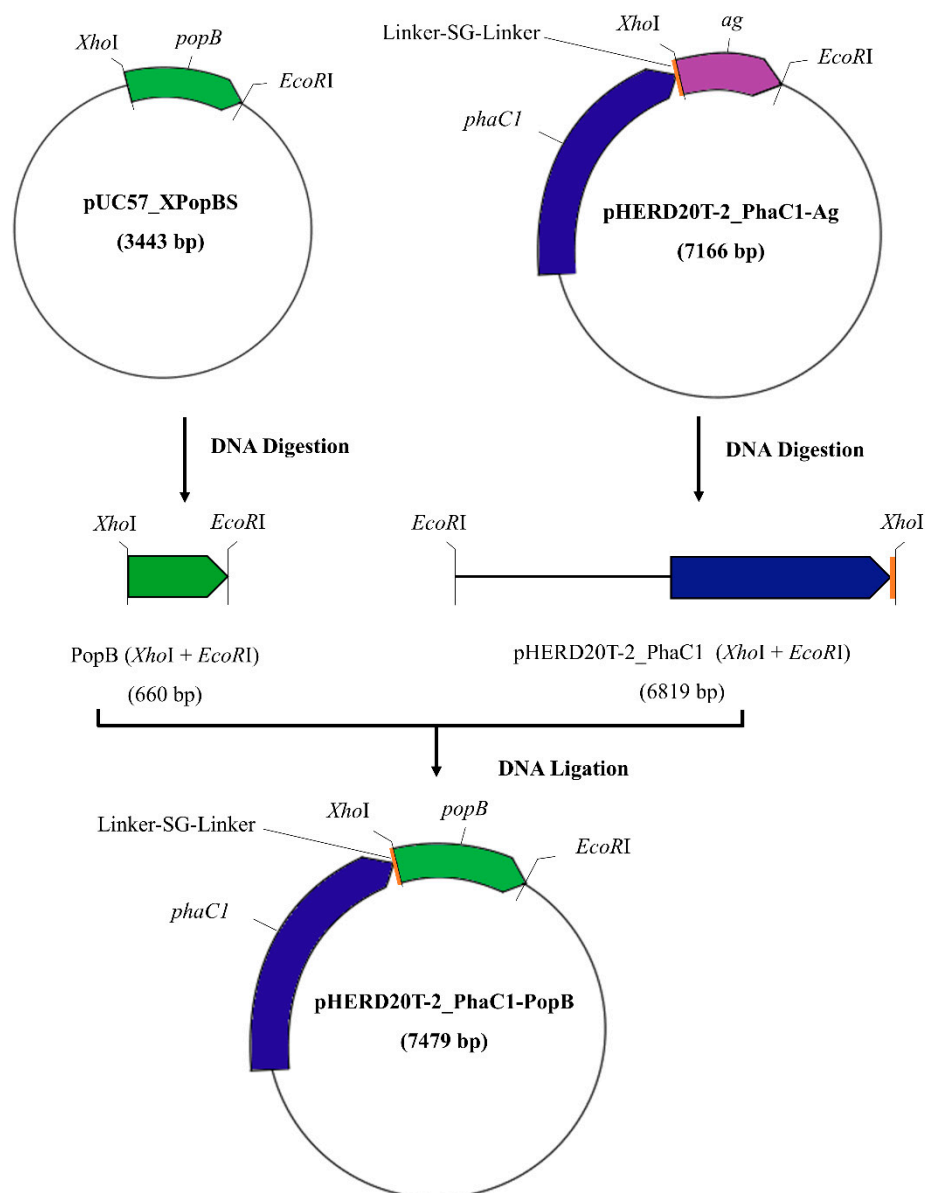 XhoI
popB
EcoRI
pUC57_XPopBS
(3443 bp)
Linker-SG-Linker
XhoI
ag
EcoRI
phaC1
pHERD20T-2_PhaC1-Ag
(7166 bp)
DNA Digestion
DNA Digestion
XhoI
EcoRI
EcoRI
XhoI
PopB (XhoI + EcoRI)
(660 bp)
pHERD20T-2_PhaC1 (XhoI + EcoRI)
(6819 bp)
DNA Ligation
Linker-SG-Linker
XhoI
popB
EcoRI
phaC1
pHERD20T-2_PhaC1-PopB
(7479 bp)